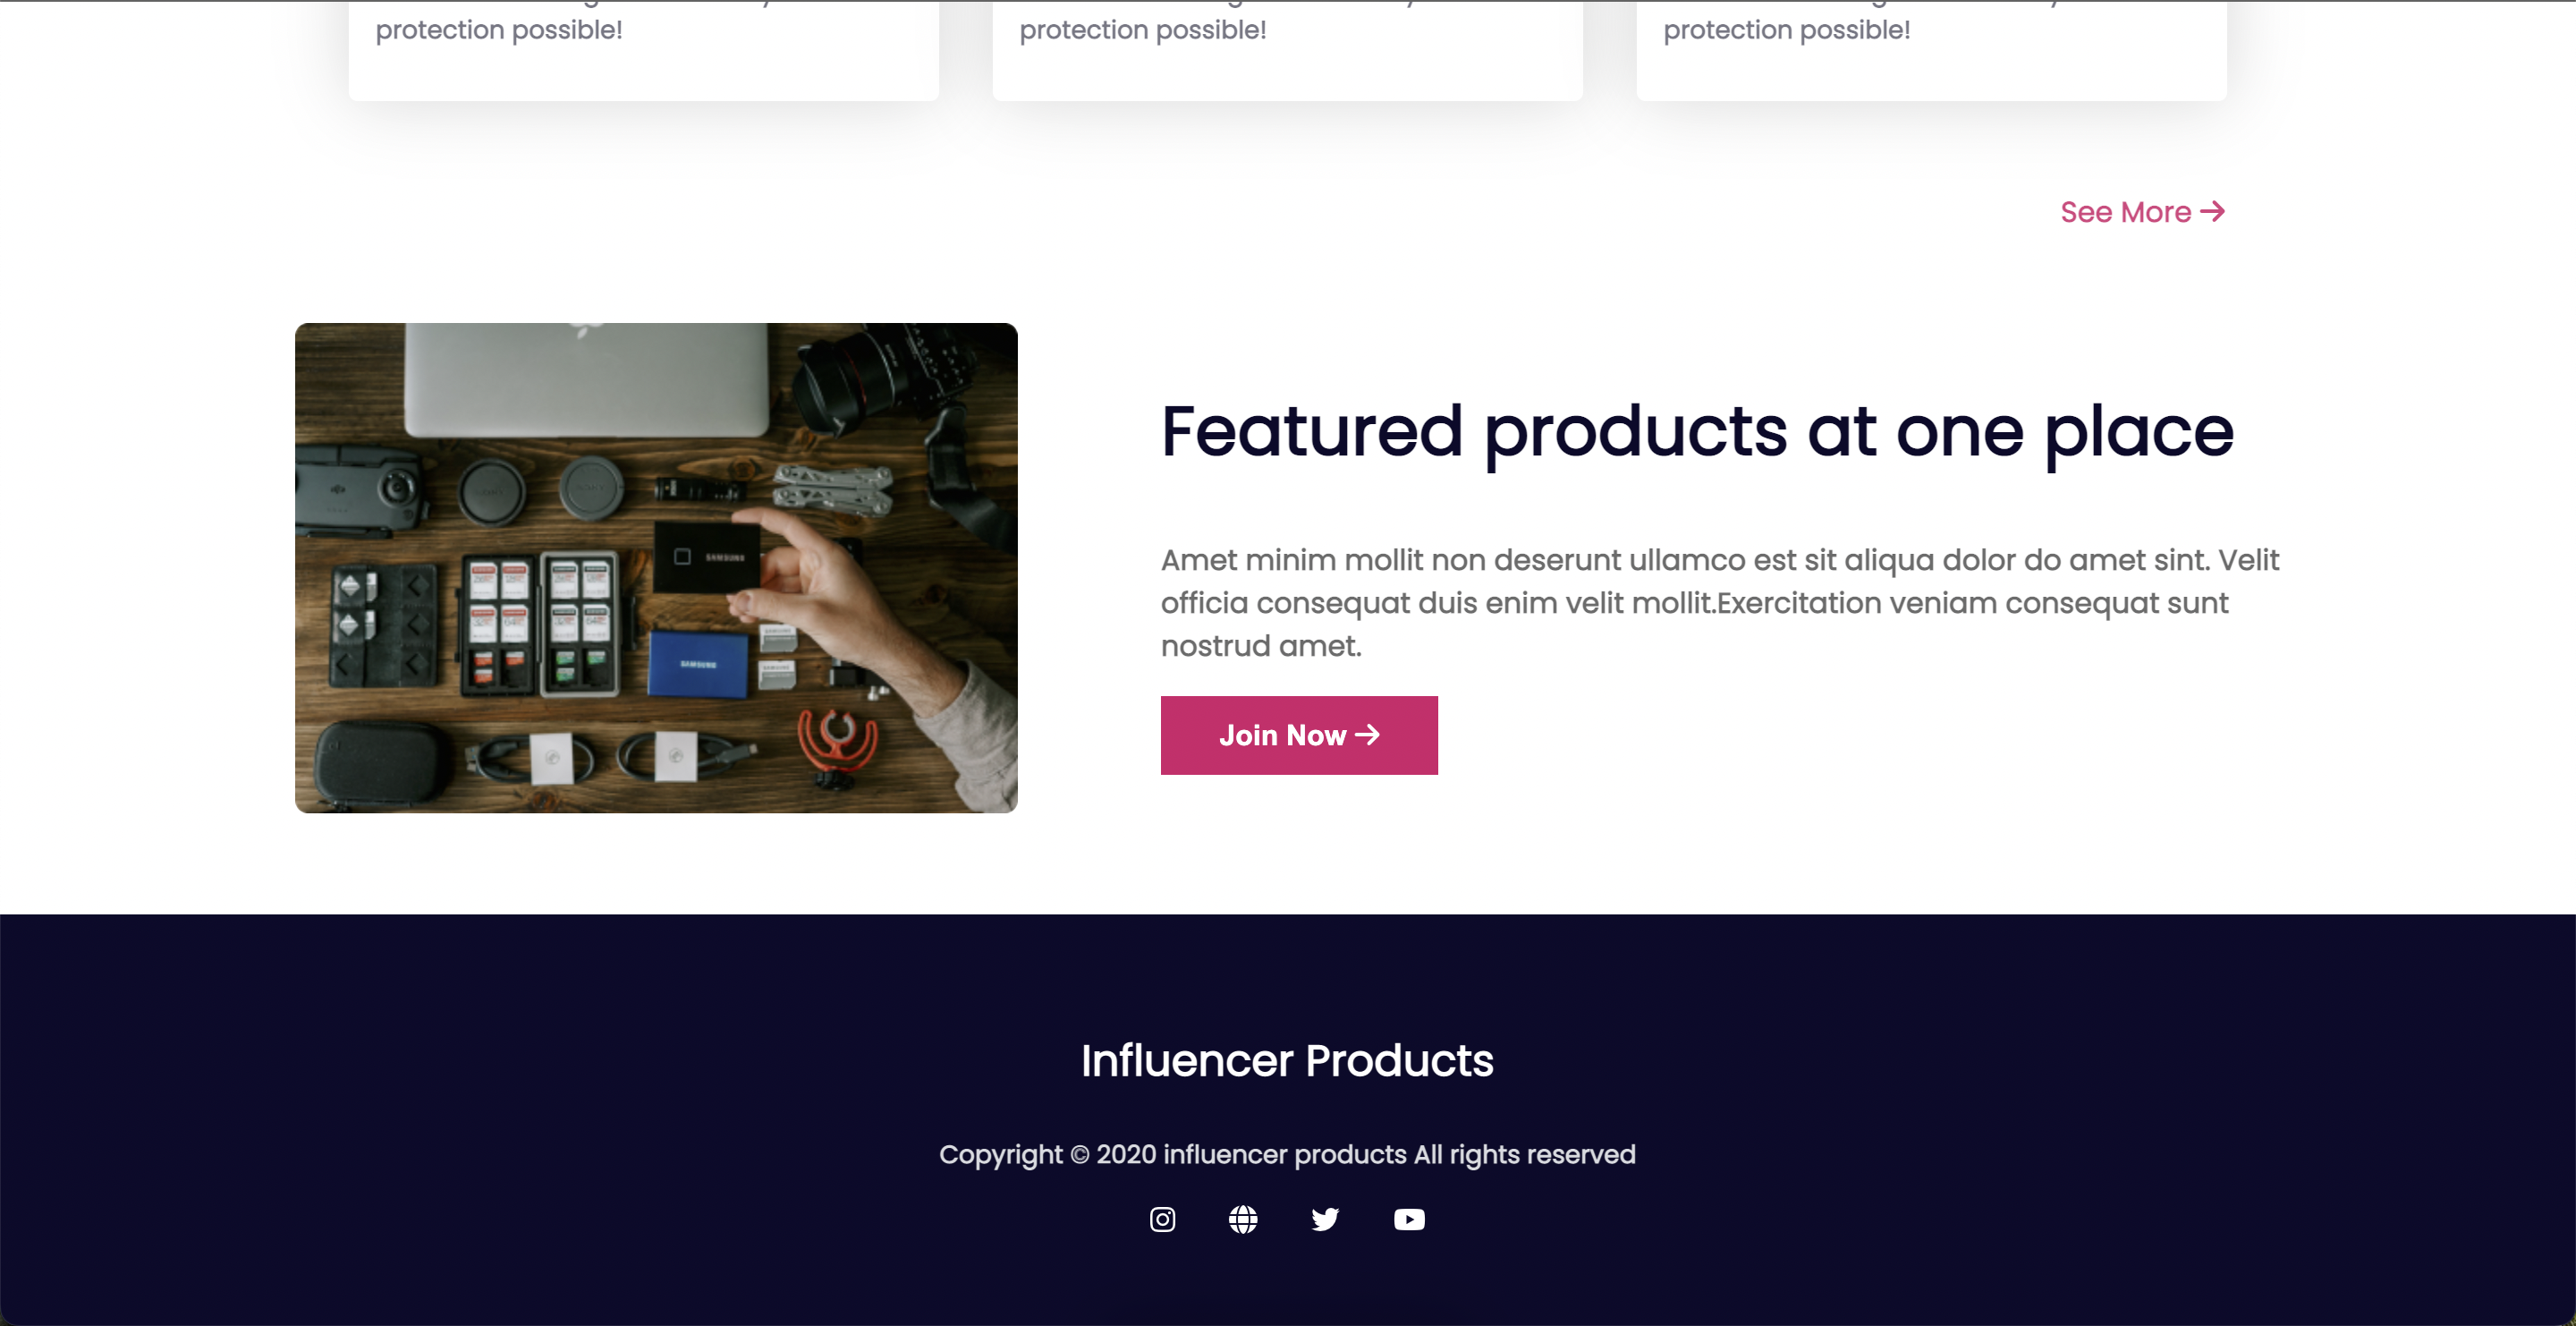 protection possible!
protection possible!
protection possible!
See More
Featured products at one place
Amet minim mollit non deserunt ullamco est sit aliqua dolor do amet sint. Velit
officia consequat duis enim velit mollit.Exercitation veniam consequat sunt
nostrud amet.
Join Now
SAMSUNG
SAMSUNG
Influencer Products
Copyright © 2020 influencer products All rights reserved